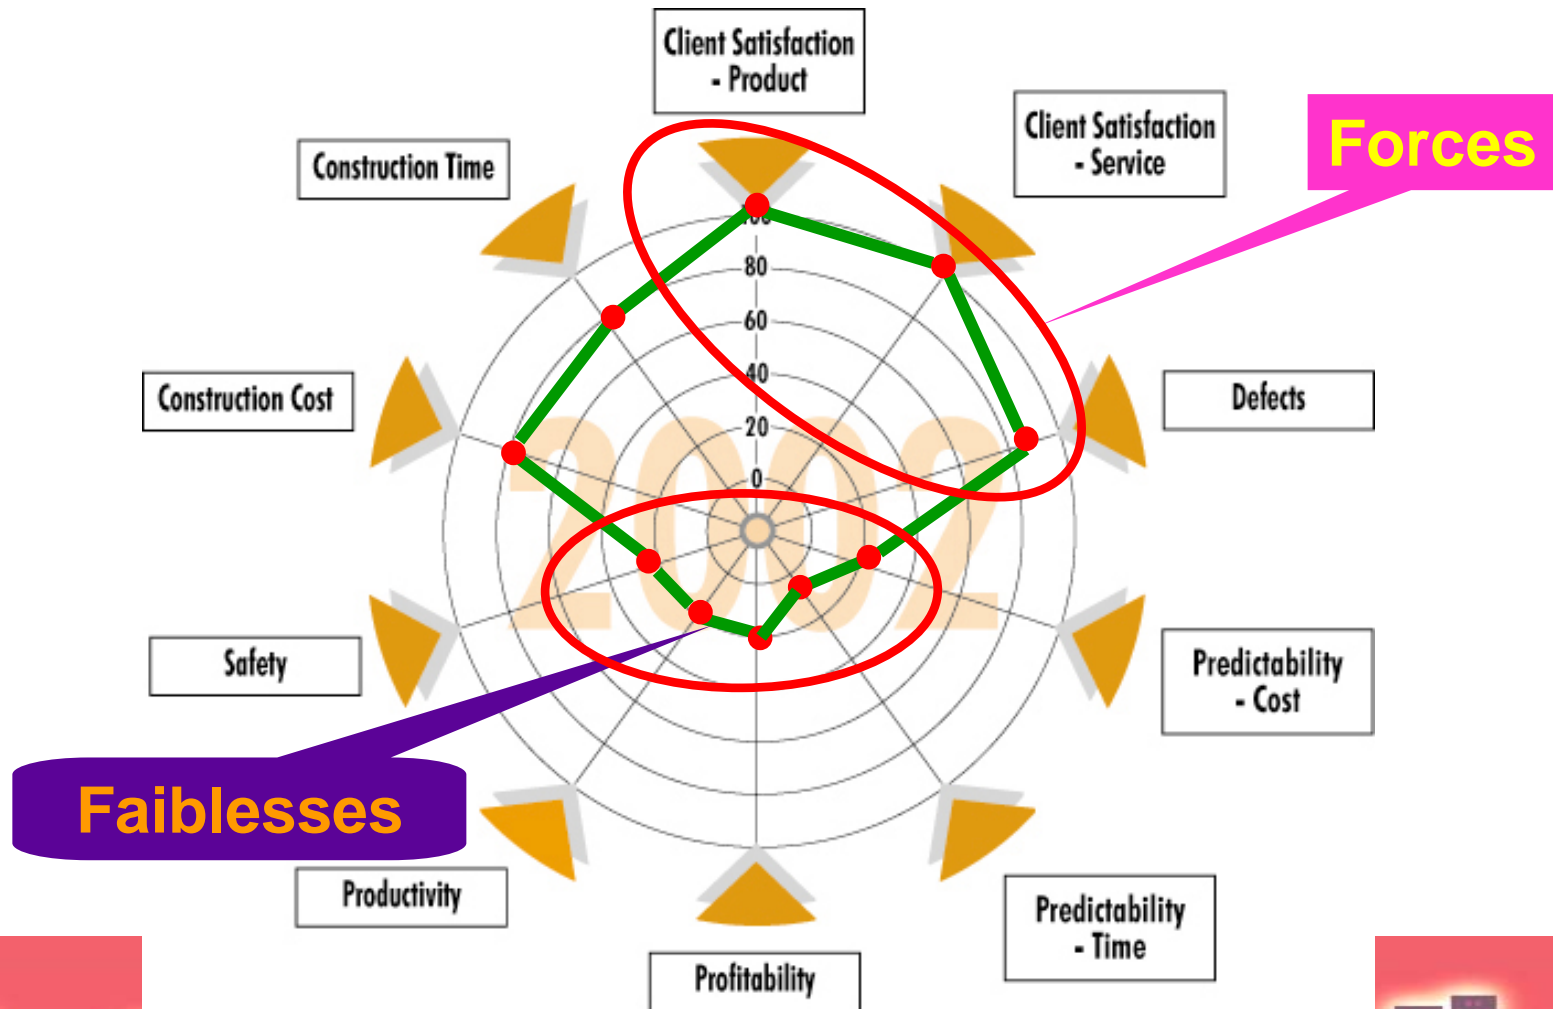 Client Satisfaction
- Product
Client Satisfaction
- Service
Forces
Construction Time
100
80
60
40
20
0
Construction Cost
Defects
2002
Safety
Predictability
- Cost
Faiblesses
Productivity
Predictability
- Time
Profitability